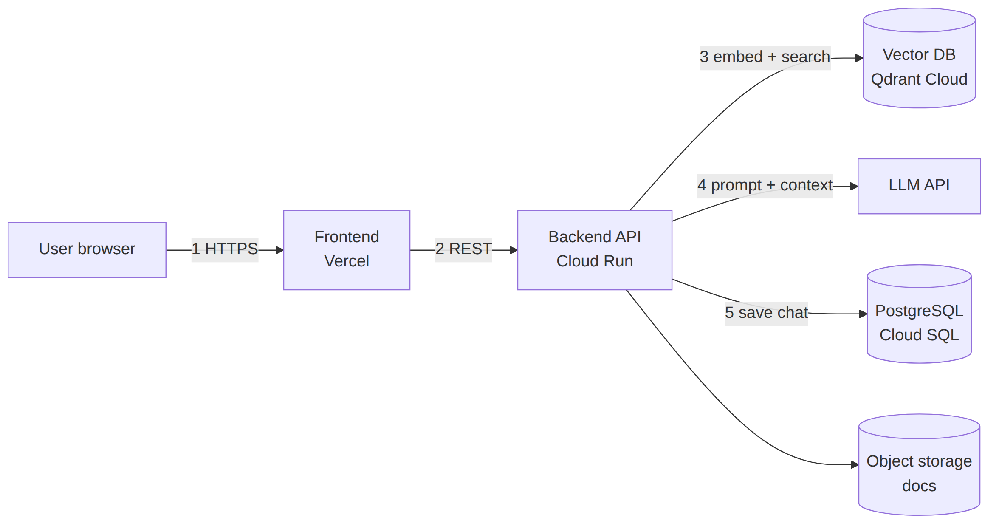 User browser
1 HTTPS
Frontend
Vercel
2 REST
Backend API
Cloud Run
3 embed + search
Vector DB
Qdrant Cloud
4 prompt + context
LLM API
5 save chat
PostgreSQL
Cloud SQL
Object storage
docs